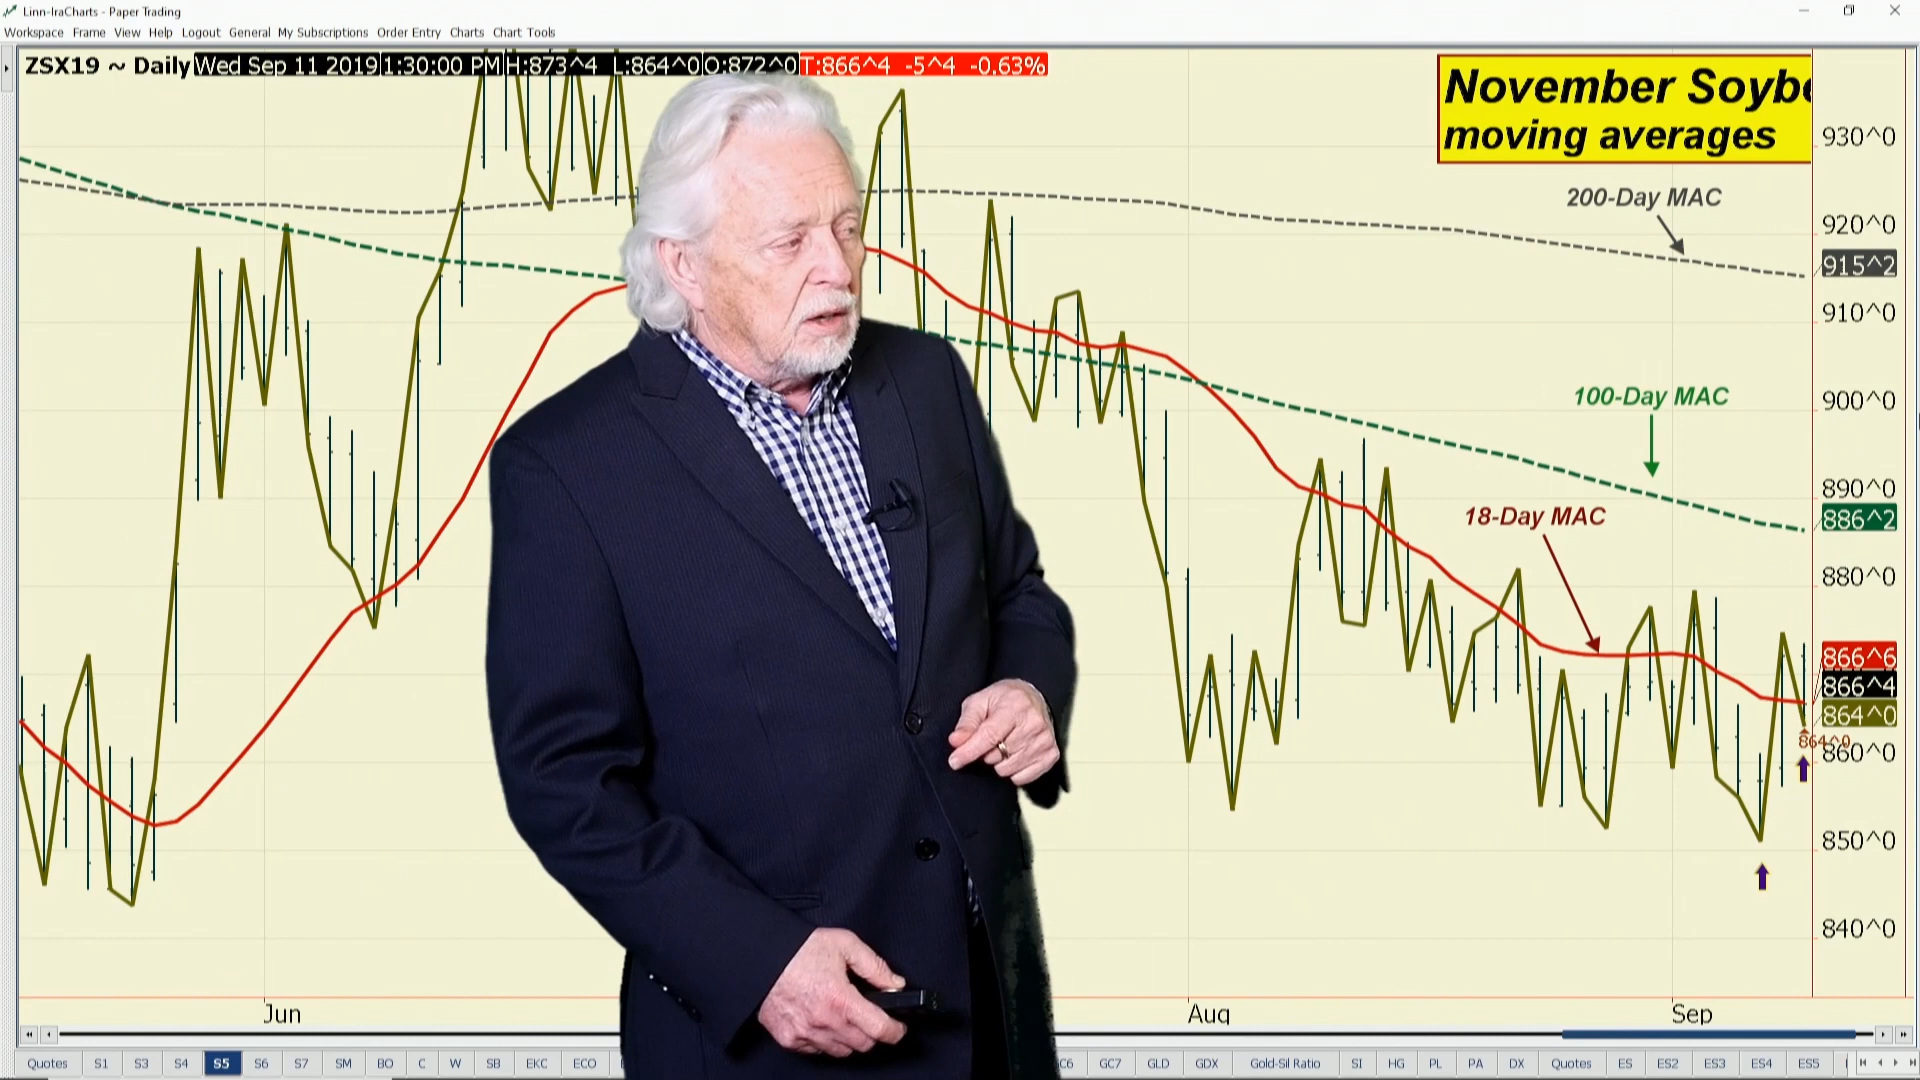 Linn-IraCharts - Paper Trading
Workspace Frame View Help Logout General My Subscriptions Order Entry Charts Chart Tools
ZSX19 ~ Daily Wed Sep 11 2019 1:30:00 PM H:873^4 L:864^0 O:872^0 T:866^4 -5^4 -0.63%
November Soybe
moving averages
930^0
200-Day MAC
920^0
915^2
910^0
100-Day MAC
900^0
890^0
886^2
18-Day MAC
880^0
866^6
866^4
864^0
864^0
860^0
850^0
840^0
Jun Aug Sep
Quotes S1 S3 S4 S5 S6 S7 SM BO C W SB EKC ECO C6 GC7 GLD GDX Gold-Sil Ratio SI HG PL PA DX Quotes ES ES2 ES3 ES4 ES5